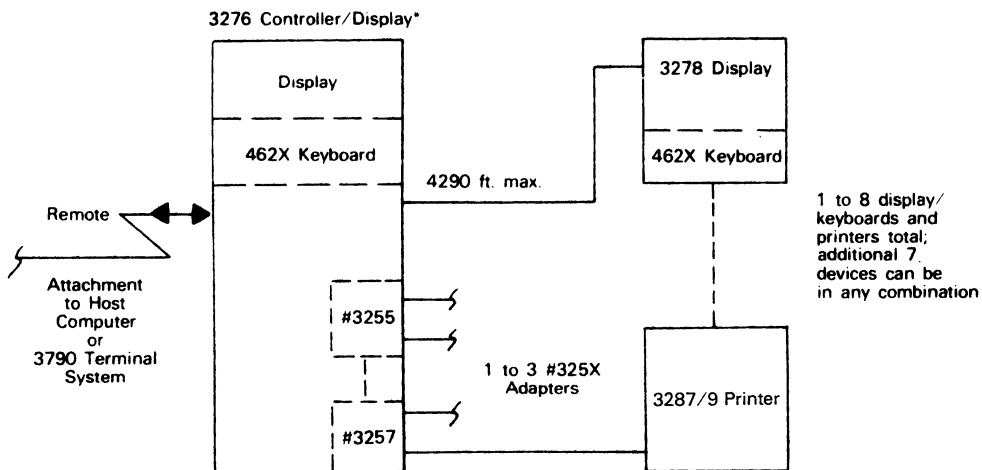 3276 Controller/Display*
Display
462X Keyboard
3278 Display
462X Keyboard
4290 ft. max.
Remote
Attachment
to Host
Computer
or
3790 Terminal
System
1 to 8 display/
keyboards and
printers total;
additional 7
devices can be
in any combination
#3255
1 to 3 #325X
Adapters
#3257
3287/9 Printer